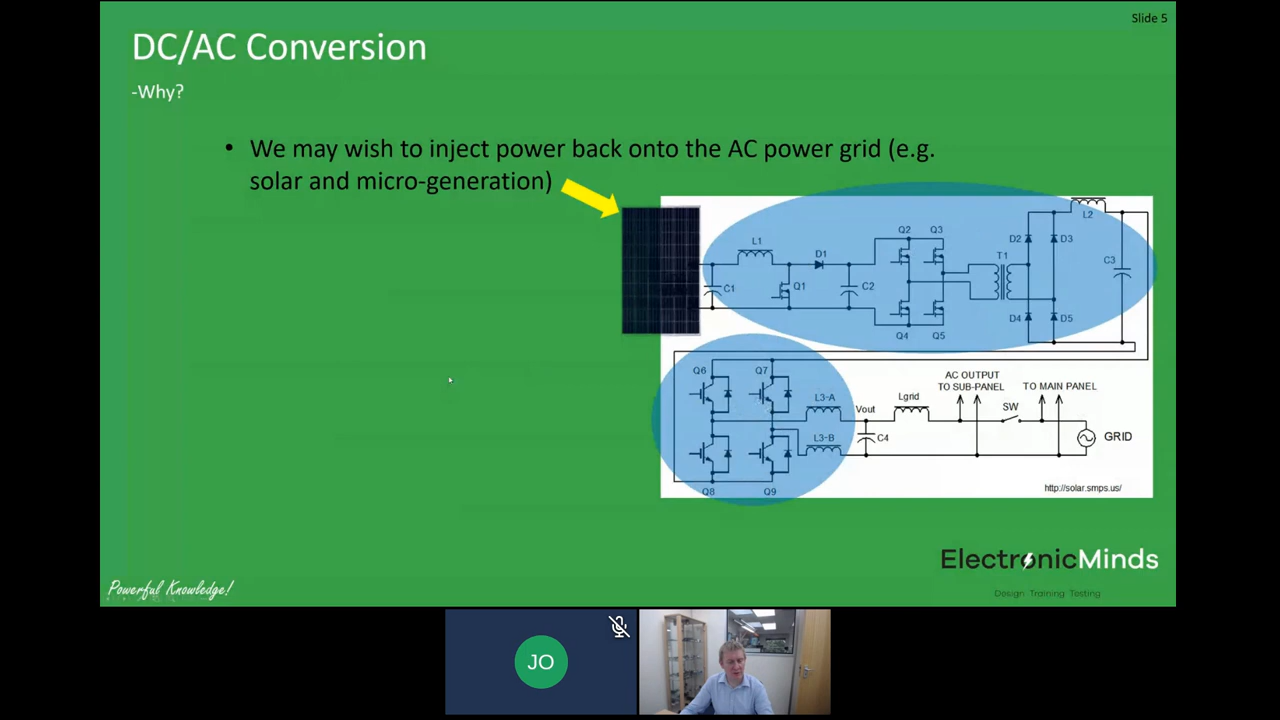 Slide 5
DC/AC Conversion
-Why?
• We may wish to inject power back onto the AC power grid (e.g.
solar and micro-generation)
L1
D1
Q2
Q3
L2
D2
D3
T1
C3
C1
Q1
C2
Q4
Q5
D4
D5
Q6
Q7
L3-A
Vout
Lgrid
AC OUTPUT
TO SUB-PANEL
TO MAIN PANEL
SW
L3-B
C4
GRID
Q8
Q9
http://solar.smps.us/
ElectronicMinds
Design Training Testing
Powerful Knowledge!
JO